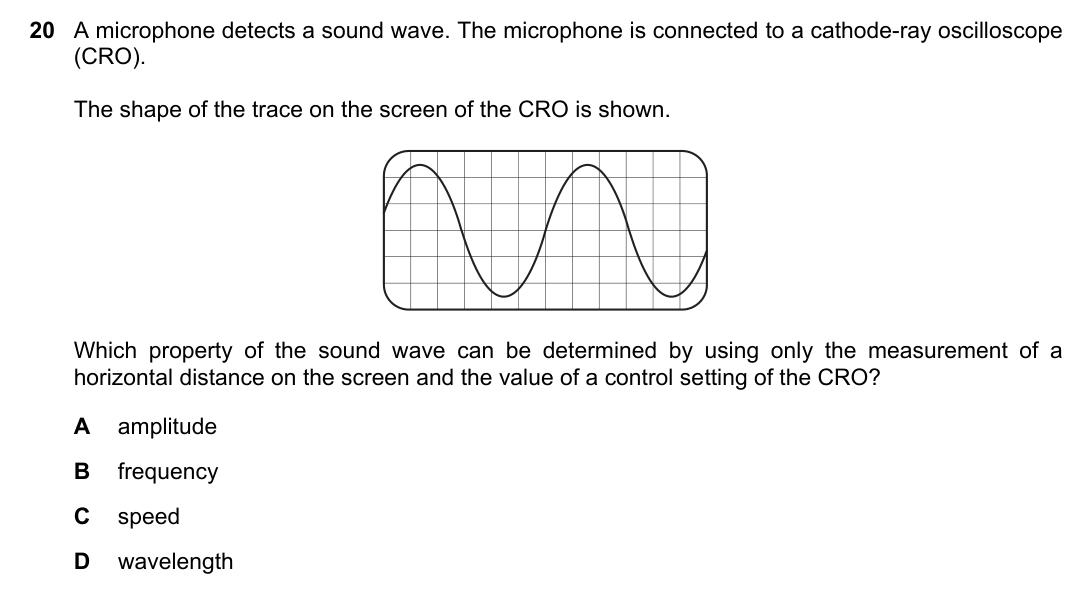 20 A microphone detects a sound wave. The microphone is connected to a cathode-ray oscilloscope
(CRO).
The shape of the trace on the screen of the CRO is shown.
Which property of the sound wave can be determined by using only the measurement of a
horizontal distance on the screen and the value of a control setting of the CRO?
A amplitude
B frequency
C speed
D wavelength